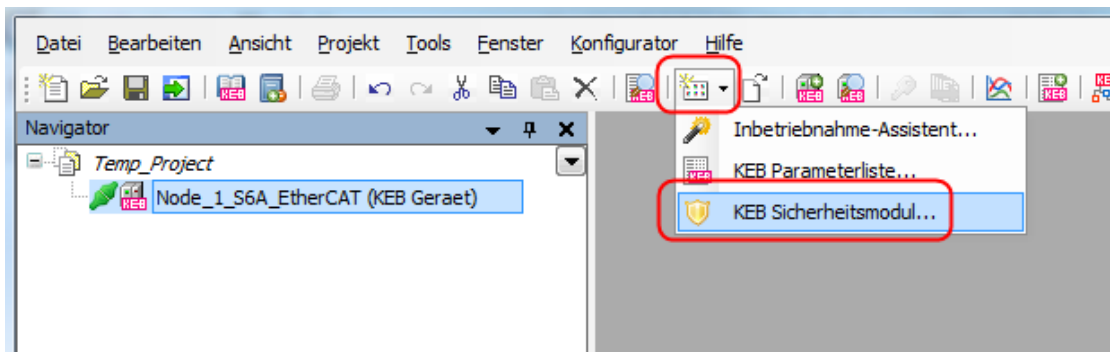 Datei Bearbeiten Ansicht Projekt Tools Fenster Konfigurator Hilfe
Navigator
Temp_Project
Node_1_S6A_EtherCAT (KEB Geraet)
Inbetriebnahme-Assistent...
KEB Parameterliste...
KEB Sicherheitsmodul...